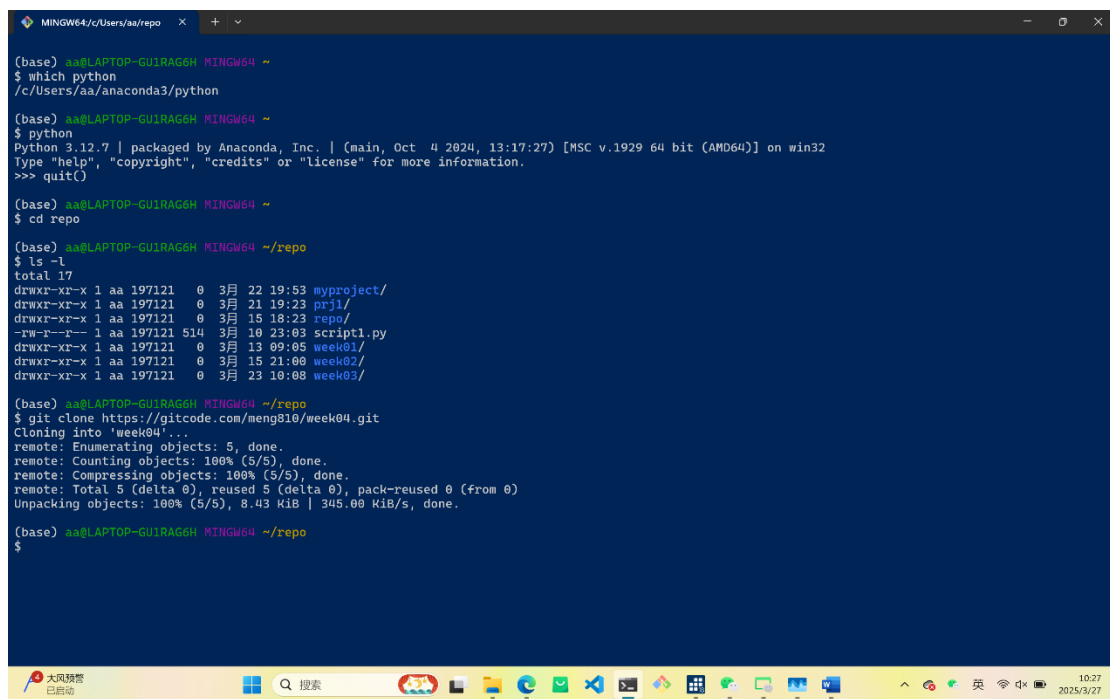 MINGW64:/c/Users/aa/repo
(base) aa@LAPTOP-GU1RAG6H MINGW64 ~
$ which python
/c/Users/aa/anaconda3/python
(base) aa@LAPTOP-GU1RAG6H MINGW64 ~
$ python
Python 3.12.7 | packaged by Anaconda, Inc. | (main, Oct  4 2024, 13:17:27) [MSC v.1929 64 bit (AMD64)] on win32
Type "help", "copyright", "credits" or "license" for more information.
>>> quit()
(base) aa@LAPTOP-GU1RAG6H MINGW64 ~
$ cd repo
(base) aa@LAPTOP-GU1RAG6H MINGW64 ~/repo
$ ls -l
total 17
drwxr-xr-x 1 aa 197121   0  3月 22 19:53 myproject/
drwxr-xr-x 1 aa 197121   0  3月 21 19:23 prj1/
drwxr-xr-x 1 aa 197121   0  3月 15 18:23 repo/
-rw-r--r-- 1 aa 197121 514  3月 10 23:03 script1.py
drwxr-xr-x 1 aa 197121   0  3月 13 09:05 week01/
drwxr-xr-x 1 aa 197121   0  3月 15 21:00 week02/
drwxr-xr-x 1 aa 197121   0  3月 23 10:08 week03/
(base) aa@LAPTOP-GU1RAG6H MINGW64 ~/repo
$ git clone https://gitcode.com/meng810/week04.git
Cloning into 'week04'...
remote: Enumerating objects: 5, done.
remote: Counting objects: 100% (5/5), done.
remote: Compressing objects: 100% (5/5), done.
remote: Total 5 (delta 0), reused 5 (delta 0), pack-reused 0 (from 0)
Unpacking objects: 100% (5/5), 8.43 KiB | 345.00 KiB/s, done.
(base) aa@LAPTOP-GU1RAG6H MINGW64 ~/repo
$
4
大风预警
已启动
搜索
英
10:27
2025/3/27